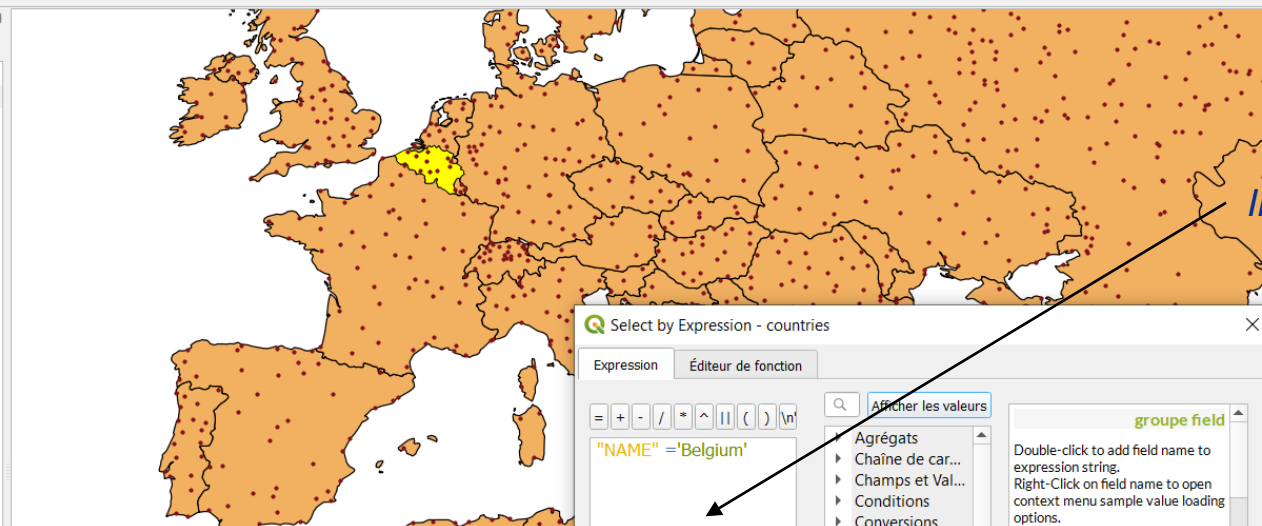 Select by Expression - countries
Expression
Éditeur de fonction
= + - / * ^ || ( ) \n'
Afficher les valeurs
"NAME" ='Belgium'
Agrégats
Chaîne de car...
Champs et Val...
Conditions
Conversions
groupe field
Double-click to add field name to
expression string.
Right-Click on field name to open
context menu sample value loading
options.